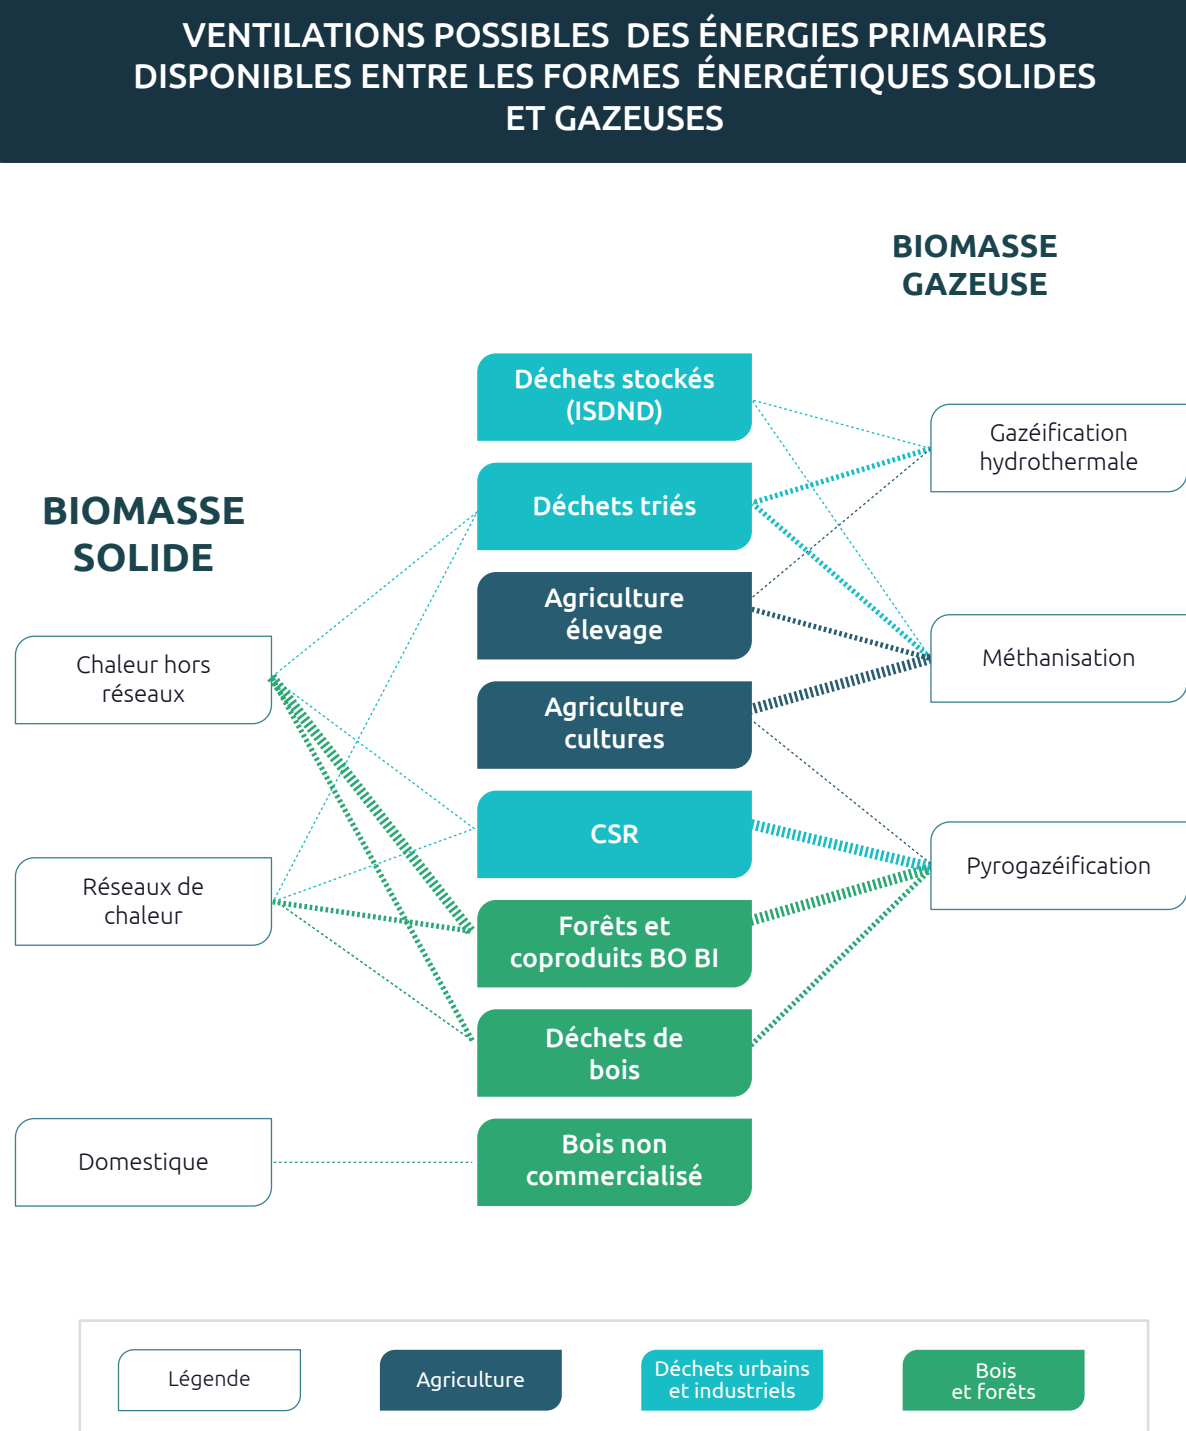 VENTILATIONS POSSIBLES DES ÉNERGIES PRIMAIRES
DISPONIBLES ENTRE LES FORMES ÉNERGÉTIQUES SOLIDES
ET GAZEUSES
BIOMASSE
GAZEUSE
BIOMASSE
SOLIDE
Chaleur hors
réseaux
Réseaux de
chaleur
Domestique
Déchets stockés
(ISDND)
Déchets triés
Agriculture
élevage
Agriculture
cultures
CSR
Forêts et
coproduits BO BI
Déchets de
bois
Bois non
commercialisé
Gazéification
hydrothermale
Méthanisation
Pyrogazéification
Légende
Agriculture
Déchets urbains
et industriels
Bois
et forêts